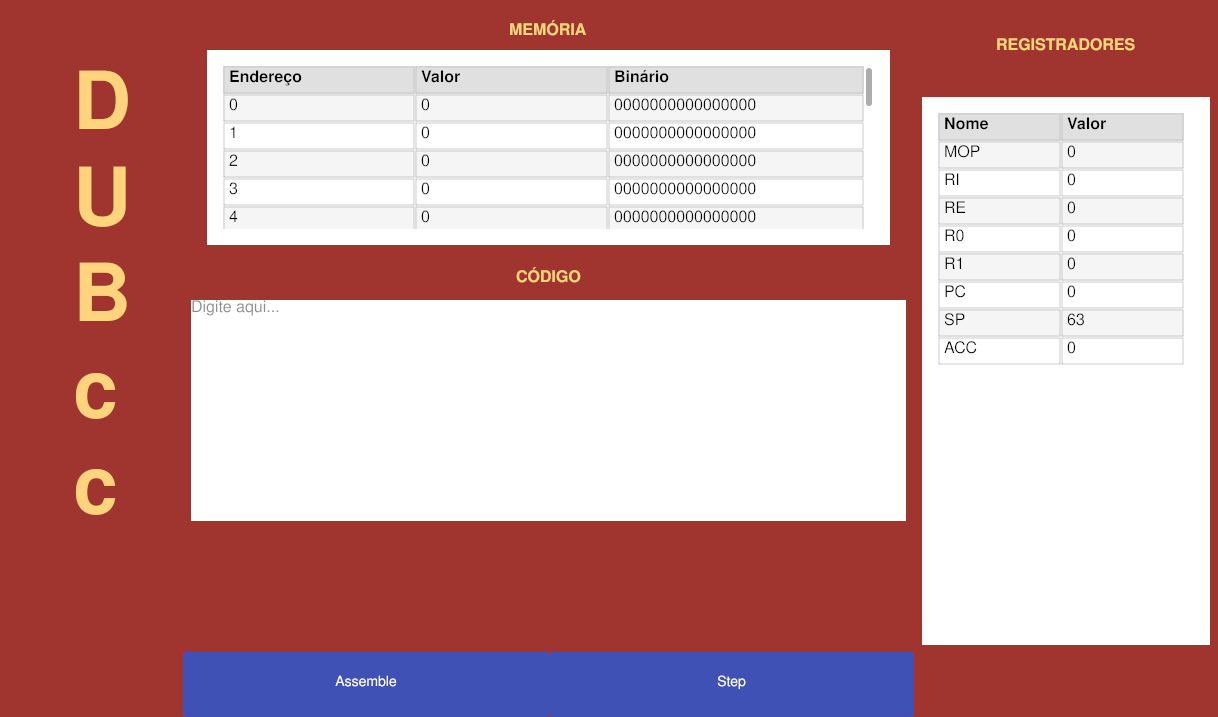 D
U
B
c
c
MEMÓRIA
Endereço Valor Binário
0 0 0000000000000000
1 0 0000000000000000
2 0 0000000000000000
3 0 0000000000000000
4 0 0000000000000000
CÓDIGO
Digite aqui...
Assemble Step
REGISTRADORES
Nome Valor
MOP 0
RI 0
RE 0
R0 0
R1 0
PC 0
SP 63
ACC 0